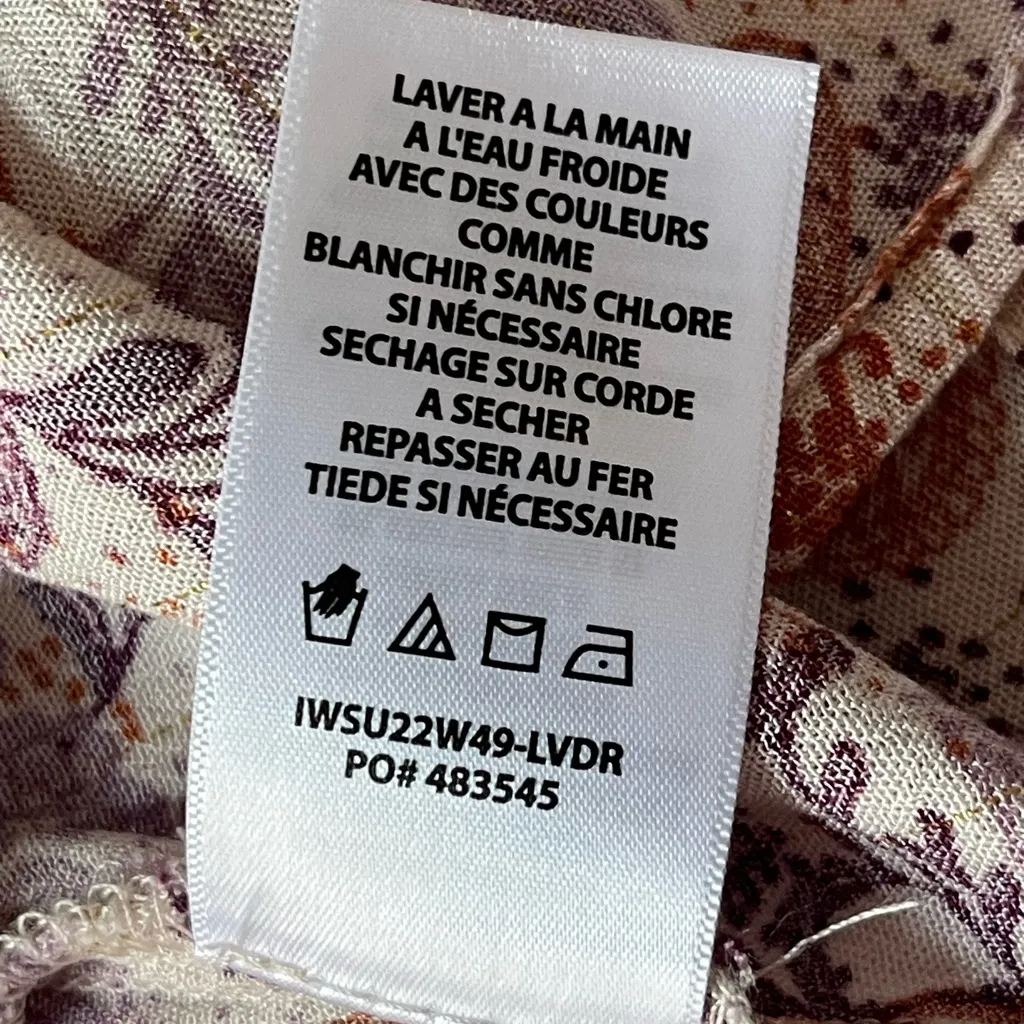 LAVER A LA MAIN
A L'EAU FROIDE
AVEC DES COULEURS
COMME
BLANCHIR SANS CHLORE
SI NÉCESSAIRE
SECHAGE SUR CORDE
A SECHER
REPASSER AU FER
TIEDE SI NÉCESSAIRE
IWSU22W49-LVDR
PO# 483545